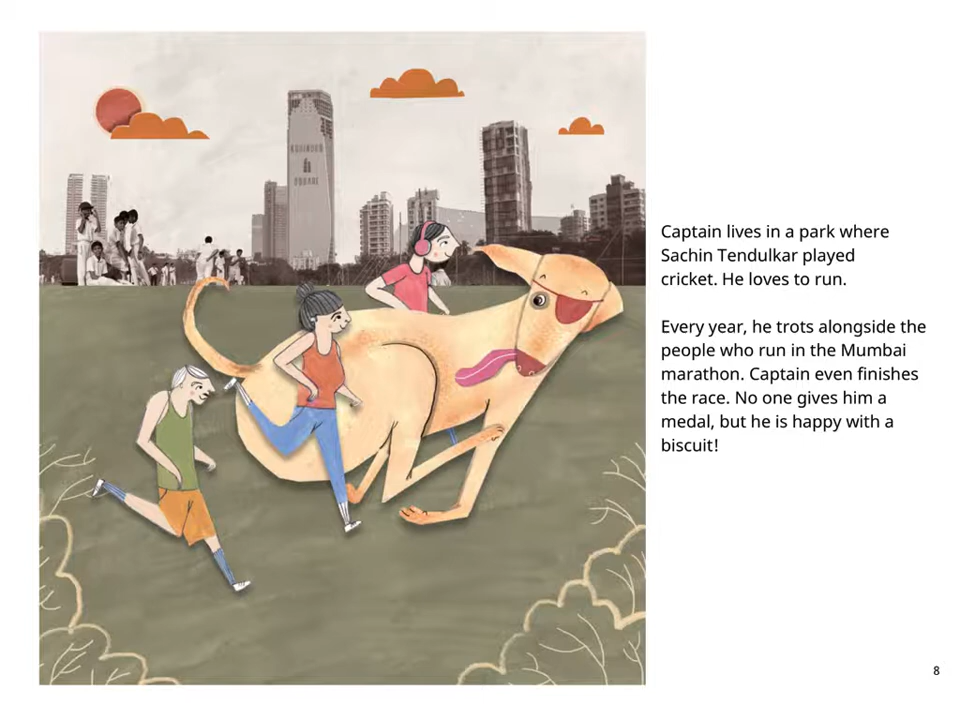 Captain lives in a park where
Sachin Tendulkar played
cricket. He loves to run.
Every year, he trots alongside the
people who run in the Mumbai
marathon. Captain even finishes
the race. No one gives him a
medal, but he is happy with a
biscuit!
8